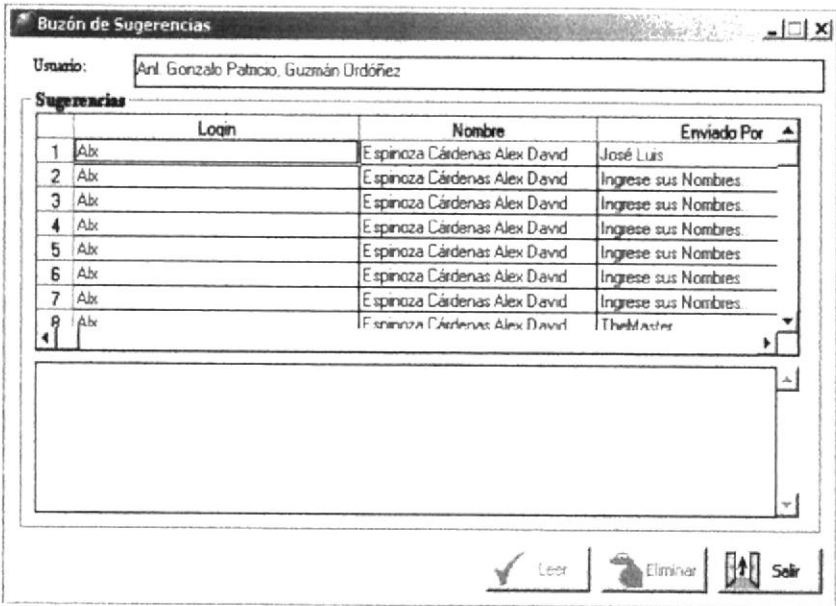 Buzón de Sugerencias
Usuario: Anl. Gonzalo Patricio, Guzmán Ordóñez
Sugerencias
Login Nombre Enviado Por
1 Alx Espinoza Cárdenas Alex David José Luis
2 Alx Espinoza Cárdenas Alex David Ingrese sus Nombres.
3 Alx Espinoza Cárdenas Alex David Ingrese sus Nombres.
4 Alx Espinoza Cárdenas Alex David Ingrese sus Nombres.
5 Alx Espinoza Cárdenas Alex David Ingrese sus Nombres
6 Alx Espinoza Cárdenas Alex David Ingrese sus Nombres.
7 Alx Espinoza Cárdenas Alex David Ingrese sus Nombres.
8 Alx Espinoza Cárdenas Alex David TheMaster
Leer Eliminar Salir